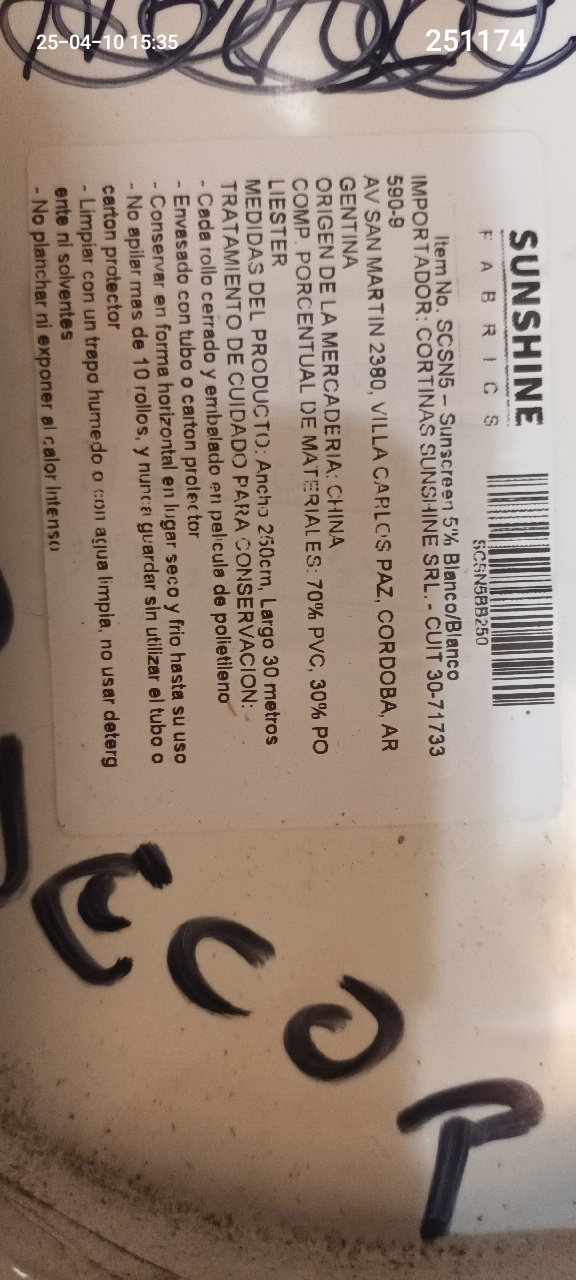 25-04-10 15:35
251174
SUNSHINE
FABRICS
SCSN5BB250
Item No. SCSN5 – Sunscreen 5% Blanco/Blanco
IMPORTADOR: CORTINAS SUNSHINE SRL. - CUIT 30-71733
590-9
AV SAN MARTIN 2380, VILLA CARLOS PAZ, CORDOBA, AR
GENTINA
ORIGEN DE LA MERCADERIA: CHINA
COMP. PORCENTUAL DE MATERIALES: 70% PVC, 30% PO
LIESTER
MEDIDAS DEL PRODUCTO: Ancho 250cm, Largo 30 metros
TRATAMIENTO DE CUIDADO PARA CONSERVACION:
- Cada rollo cerrado y embalado en pelicula de polietileno
- Envasado con tubo o carton protector
- Conservar en forma horizontal en lugar seco y frio hasta su uso
- No apilar mas de 10 rollos, y nunca guardar sin utilizar el tubo o
carton protector
- Limpiar con un trapo humedo o con agua limpia, no usar deterg
ente ni solventes
- No planchar ni exponer al calor intenso